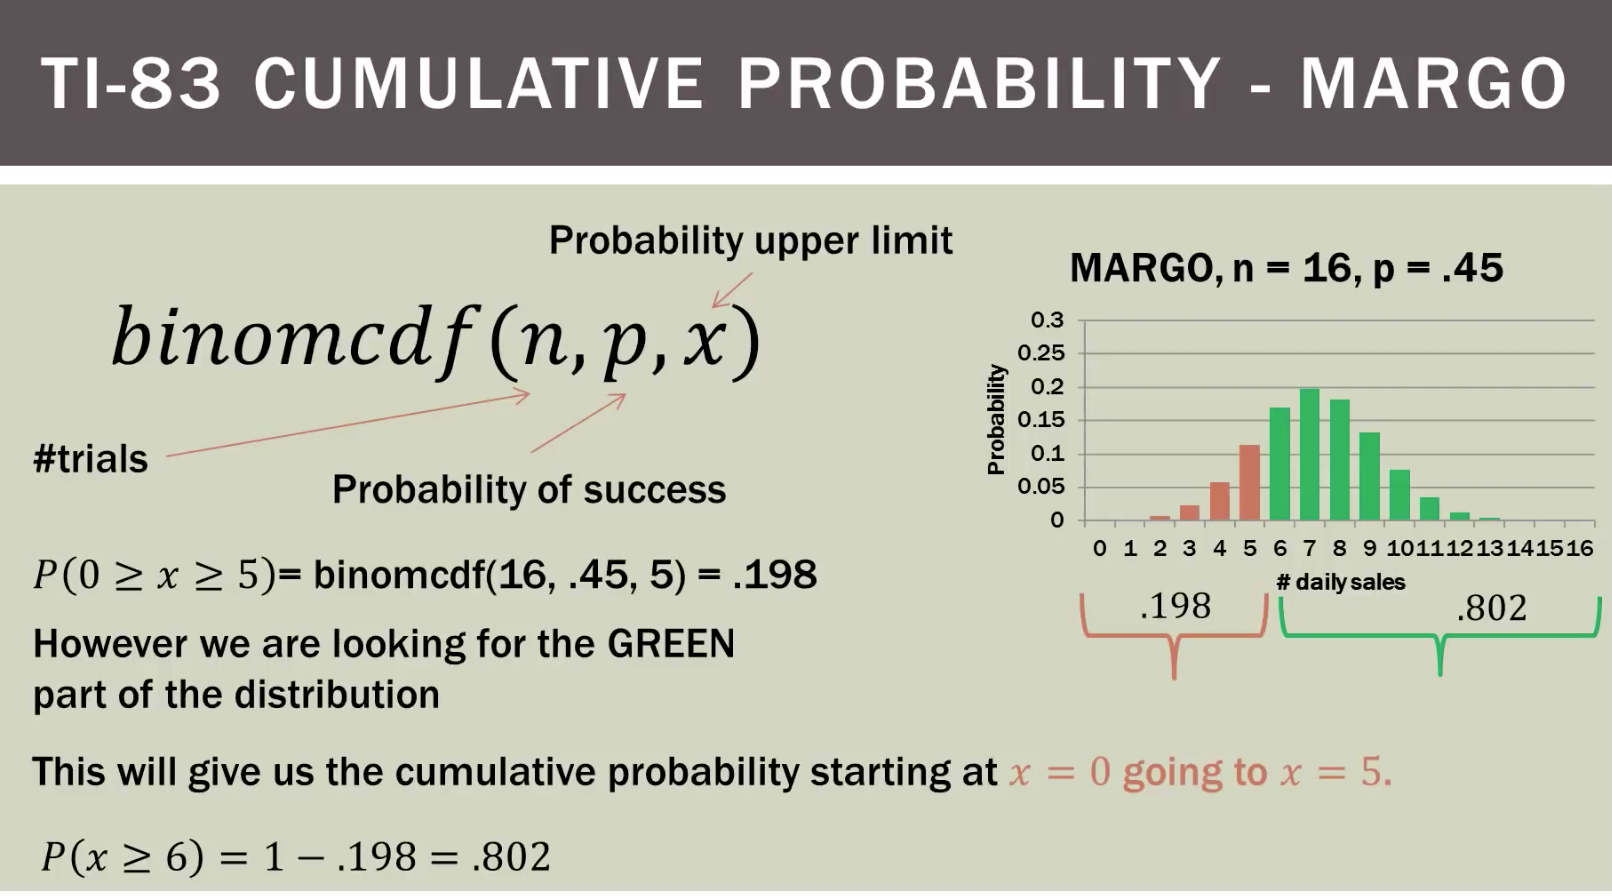 TI-83 CUMULATIVE PROBABILITY - MARGO
Probability upper limit
binomcdf(n, p, x)
#trials
Probability of success
P(0 ≥ x ≥ 5)= binomcdf(16, .45, 5) = .198
However we are looking for the GREEN
part of the distribution
This will give us the cumulative probability starting at x = 0 going to x = 5.
P(x ≥ 6) = 1 − .198 = .802
MARGO, n = 16, p = .45
Probability
0.3
0.25
0.2
0.15
0.1
0.05
0
0 1 2 3 4 5 6 7 8 9 10 11 12 13 14 15 16
# daily sales
.198
.802